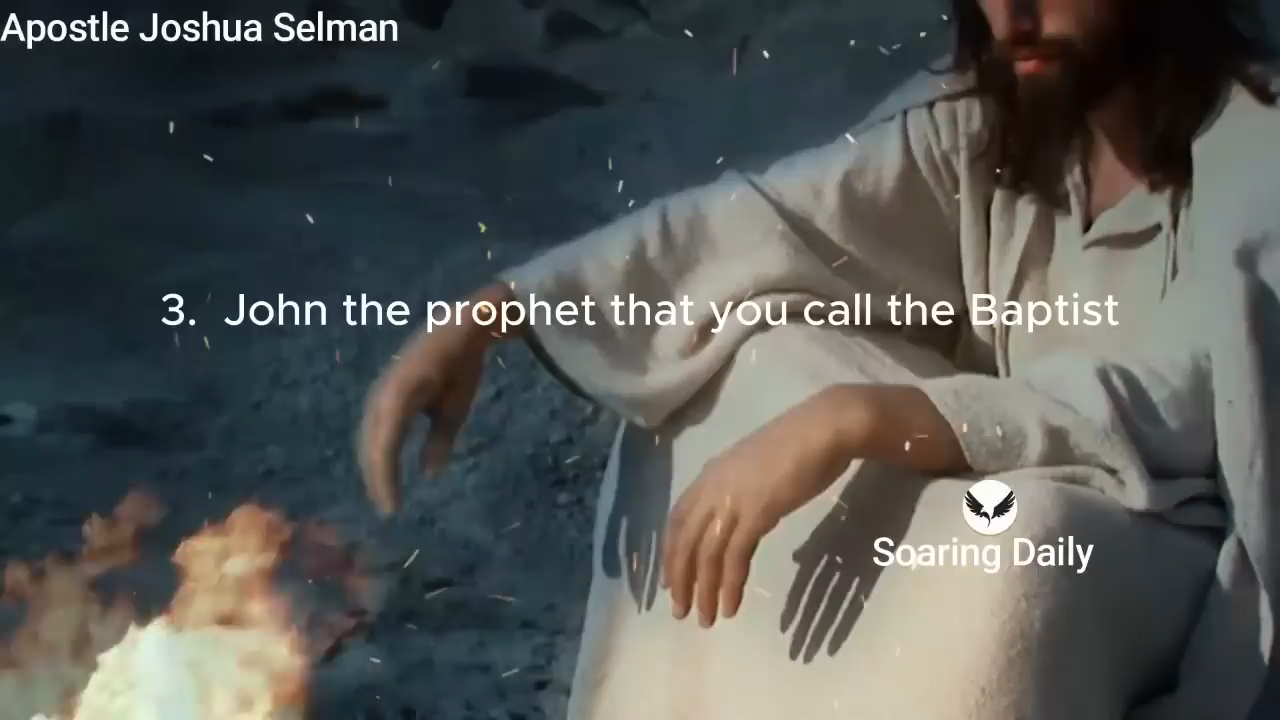 Apostle Joshua Selman
3. John the prophet that you call the Baptist
Soaring Daily